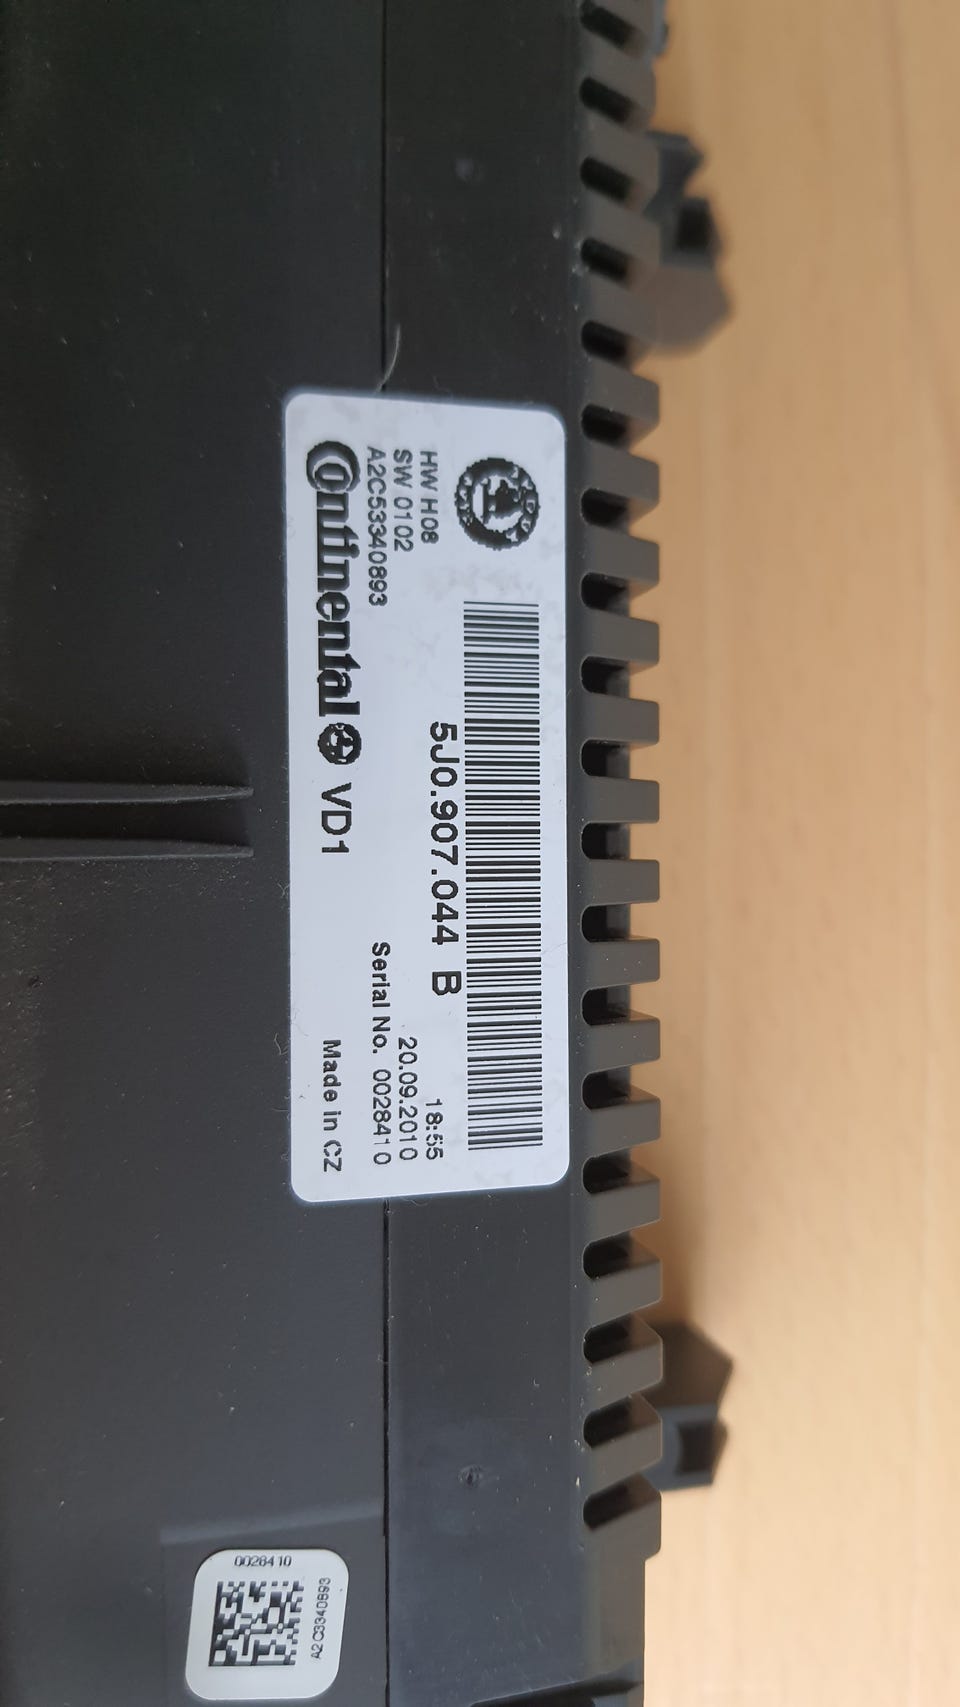 5J0.907.044 B
HW H08
SW 0102
A2C53340893
18:55
20.09.2010
Serial No. 0028410
Continental VD1
Made in CZ
0028410
A2C3340893